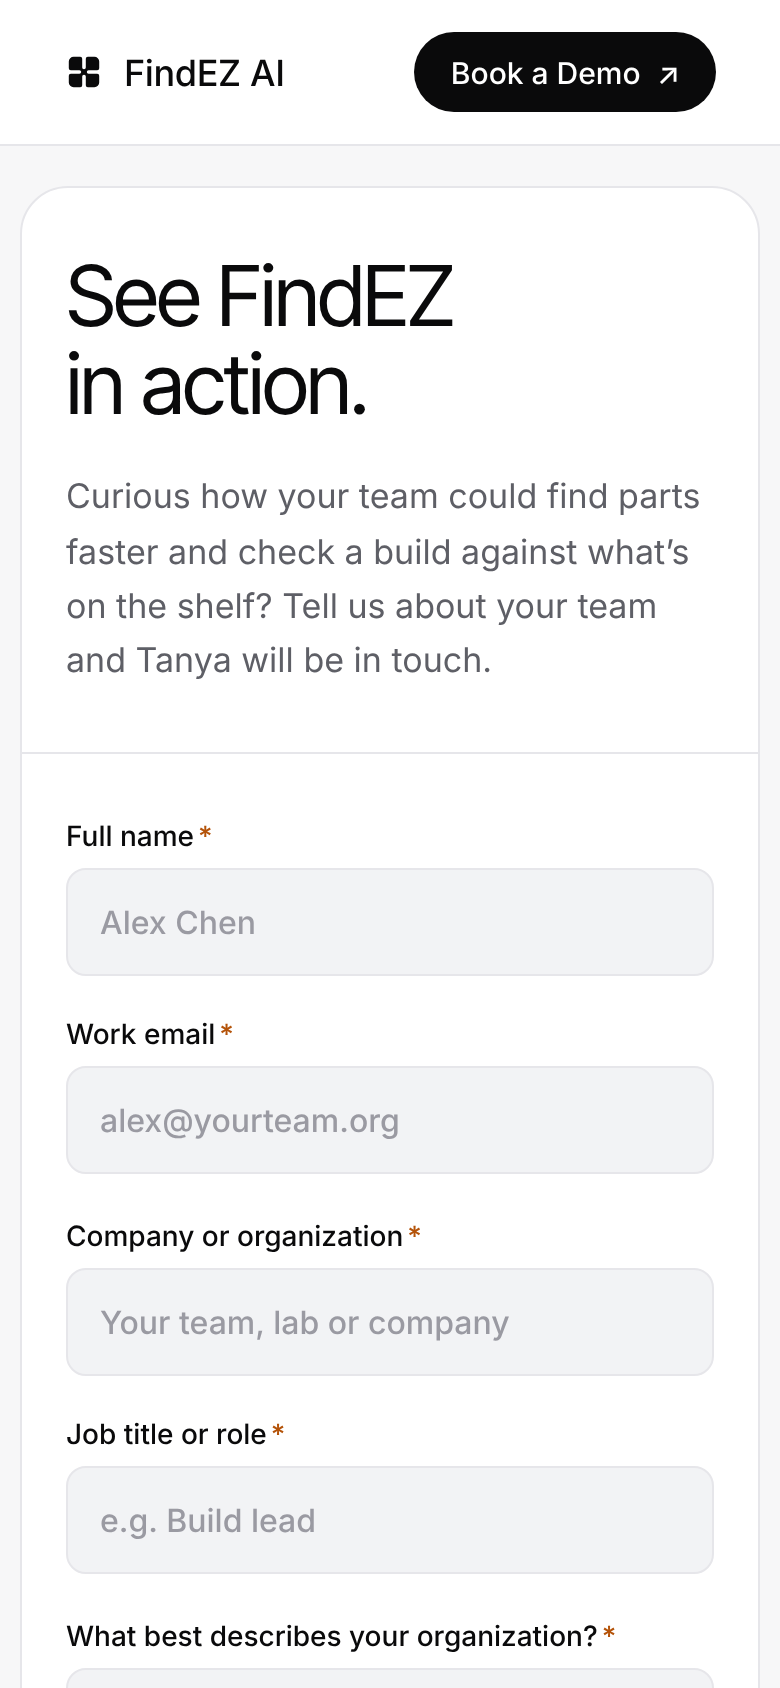 FindEZ AI
Book a Demo ↗
See FindEZ
in action.
Curious how your team could find parts
faster and check a build against what’s
on the shelf? Tell us about your team
and Tanya will be in touch.
Full name *
Alex Chen
Work email *
alex@yourteam.org
Company or organization *
Your team, lab or company
Job title or role *
e.g. Build lead
What best describes your organization? *